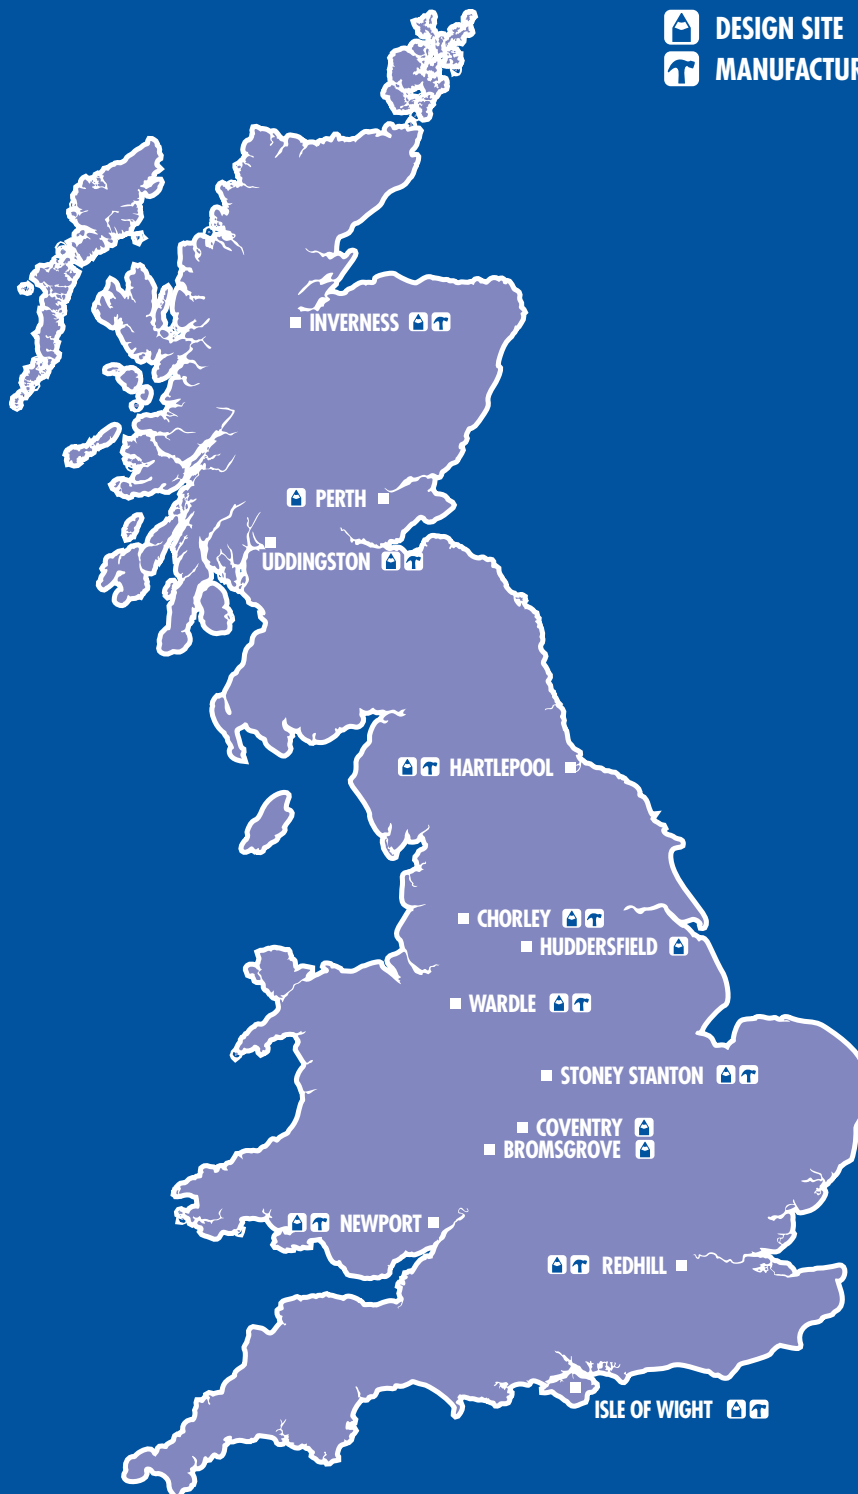 DESIGN SITE
MANUFACTUR
INVERNESS
PERTH
UDDINGSTON
HARTLEPOOL
CHORLEY
HUDDERSFIELD
WARDLE
STONEY STANTON
COVENTRY
BROMSGROVE
NEWPORT
REDHILL
ISLE OF WIGHT